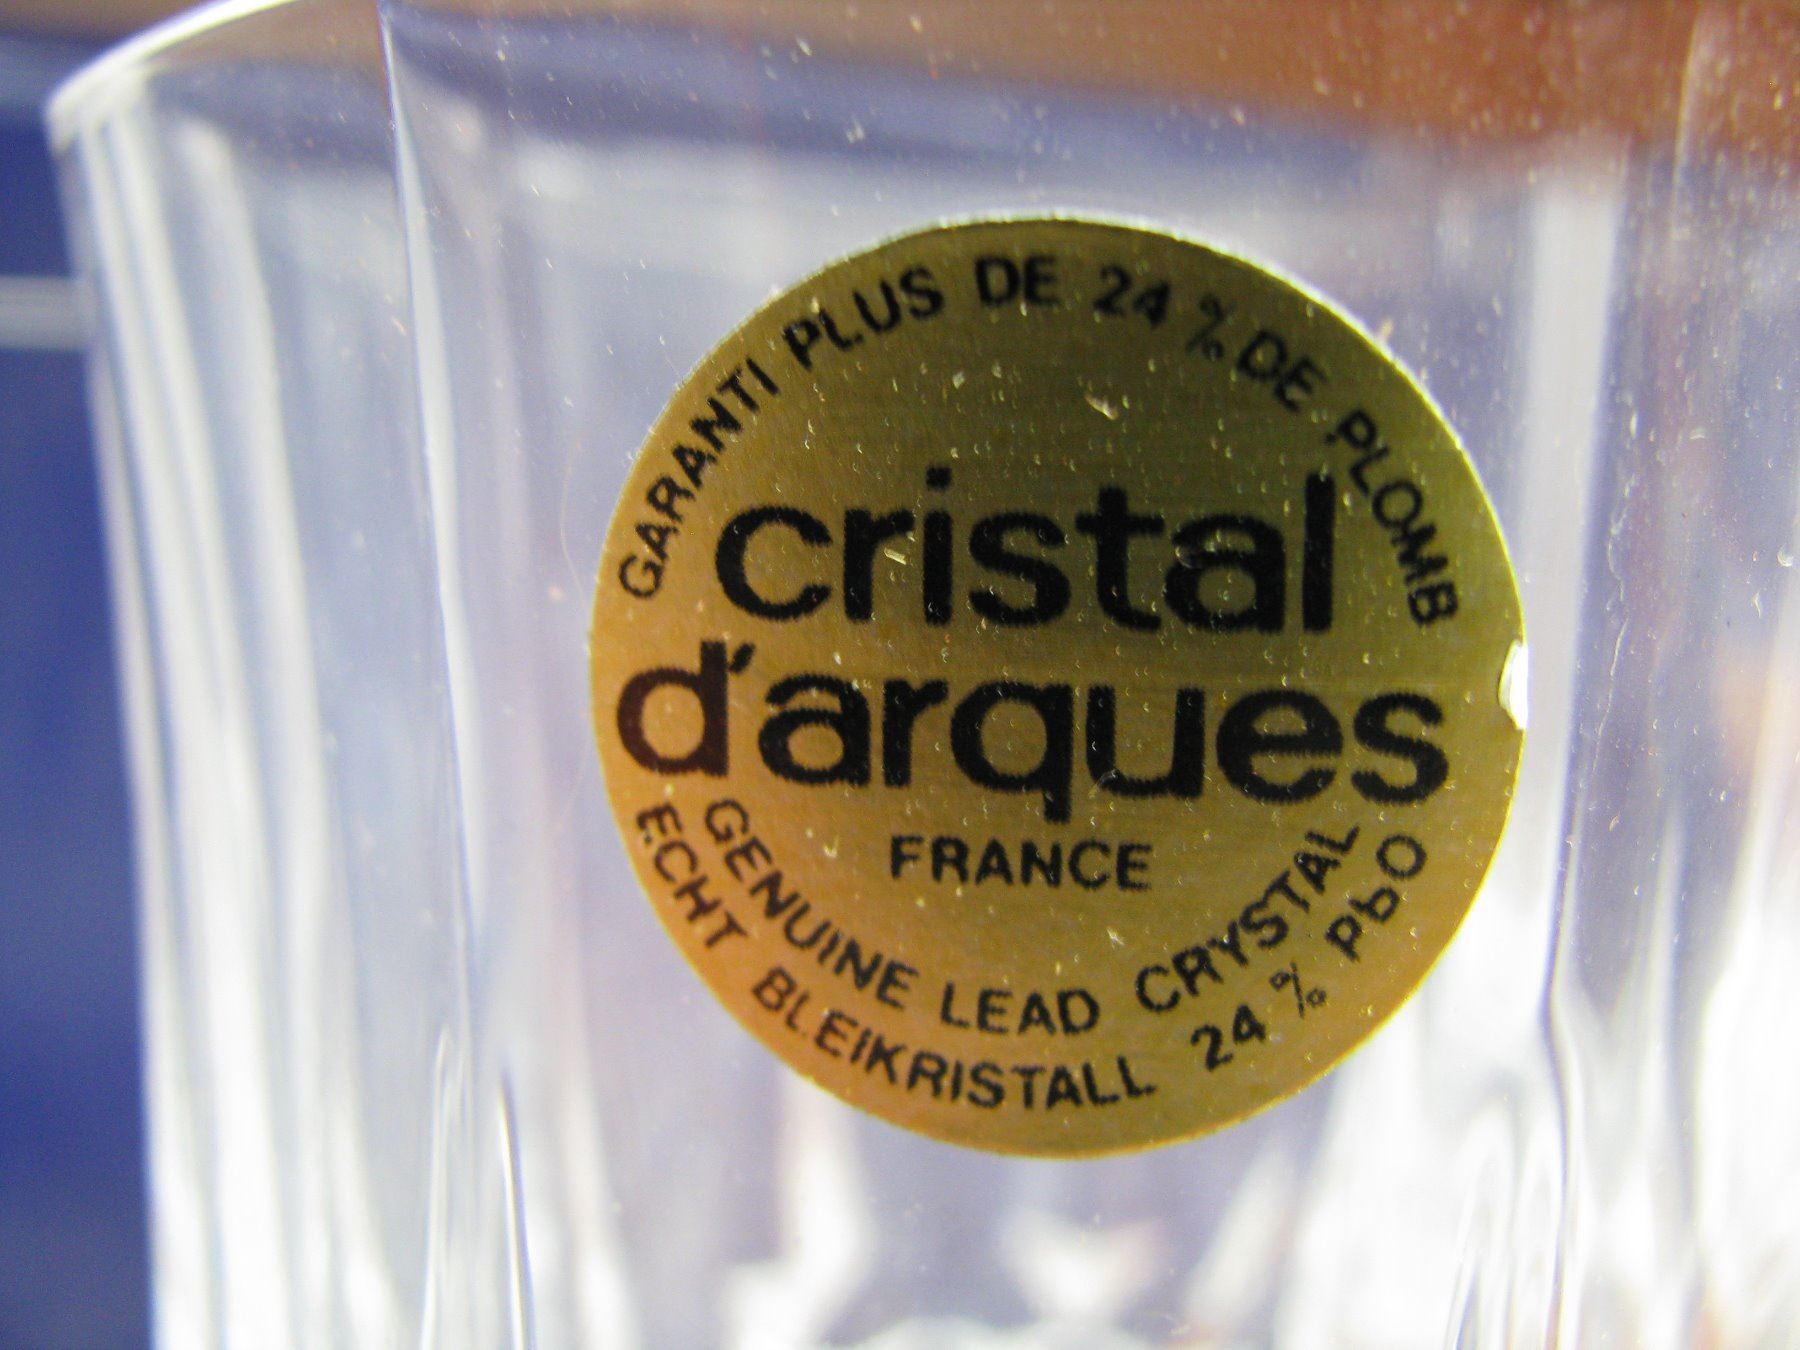 GARANTI PLUS DE 24 % DE PLOMB
cristal
d'arques
FRANCE
GENUINE LEAD CRYSTAL
ECHT BLEIKRISTALL 24 % PbO